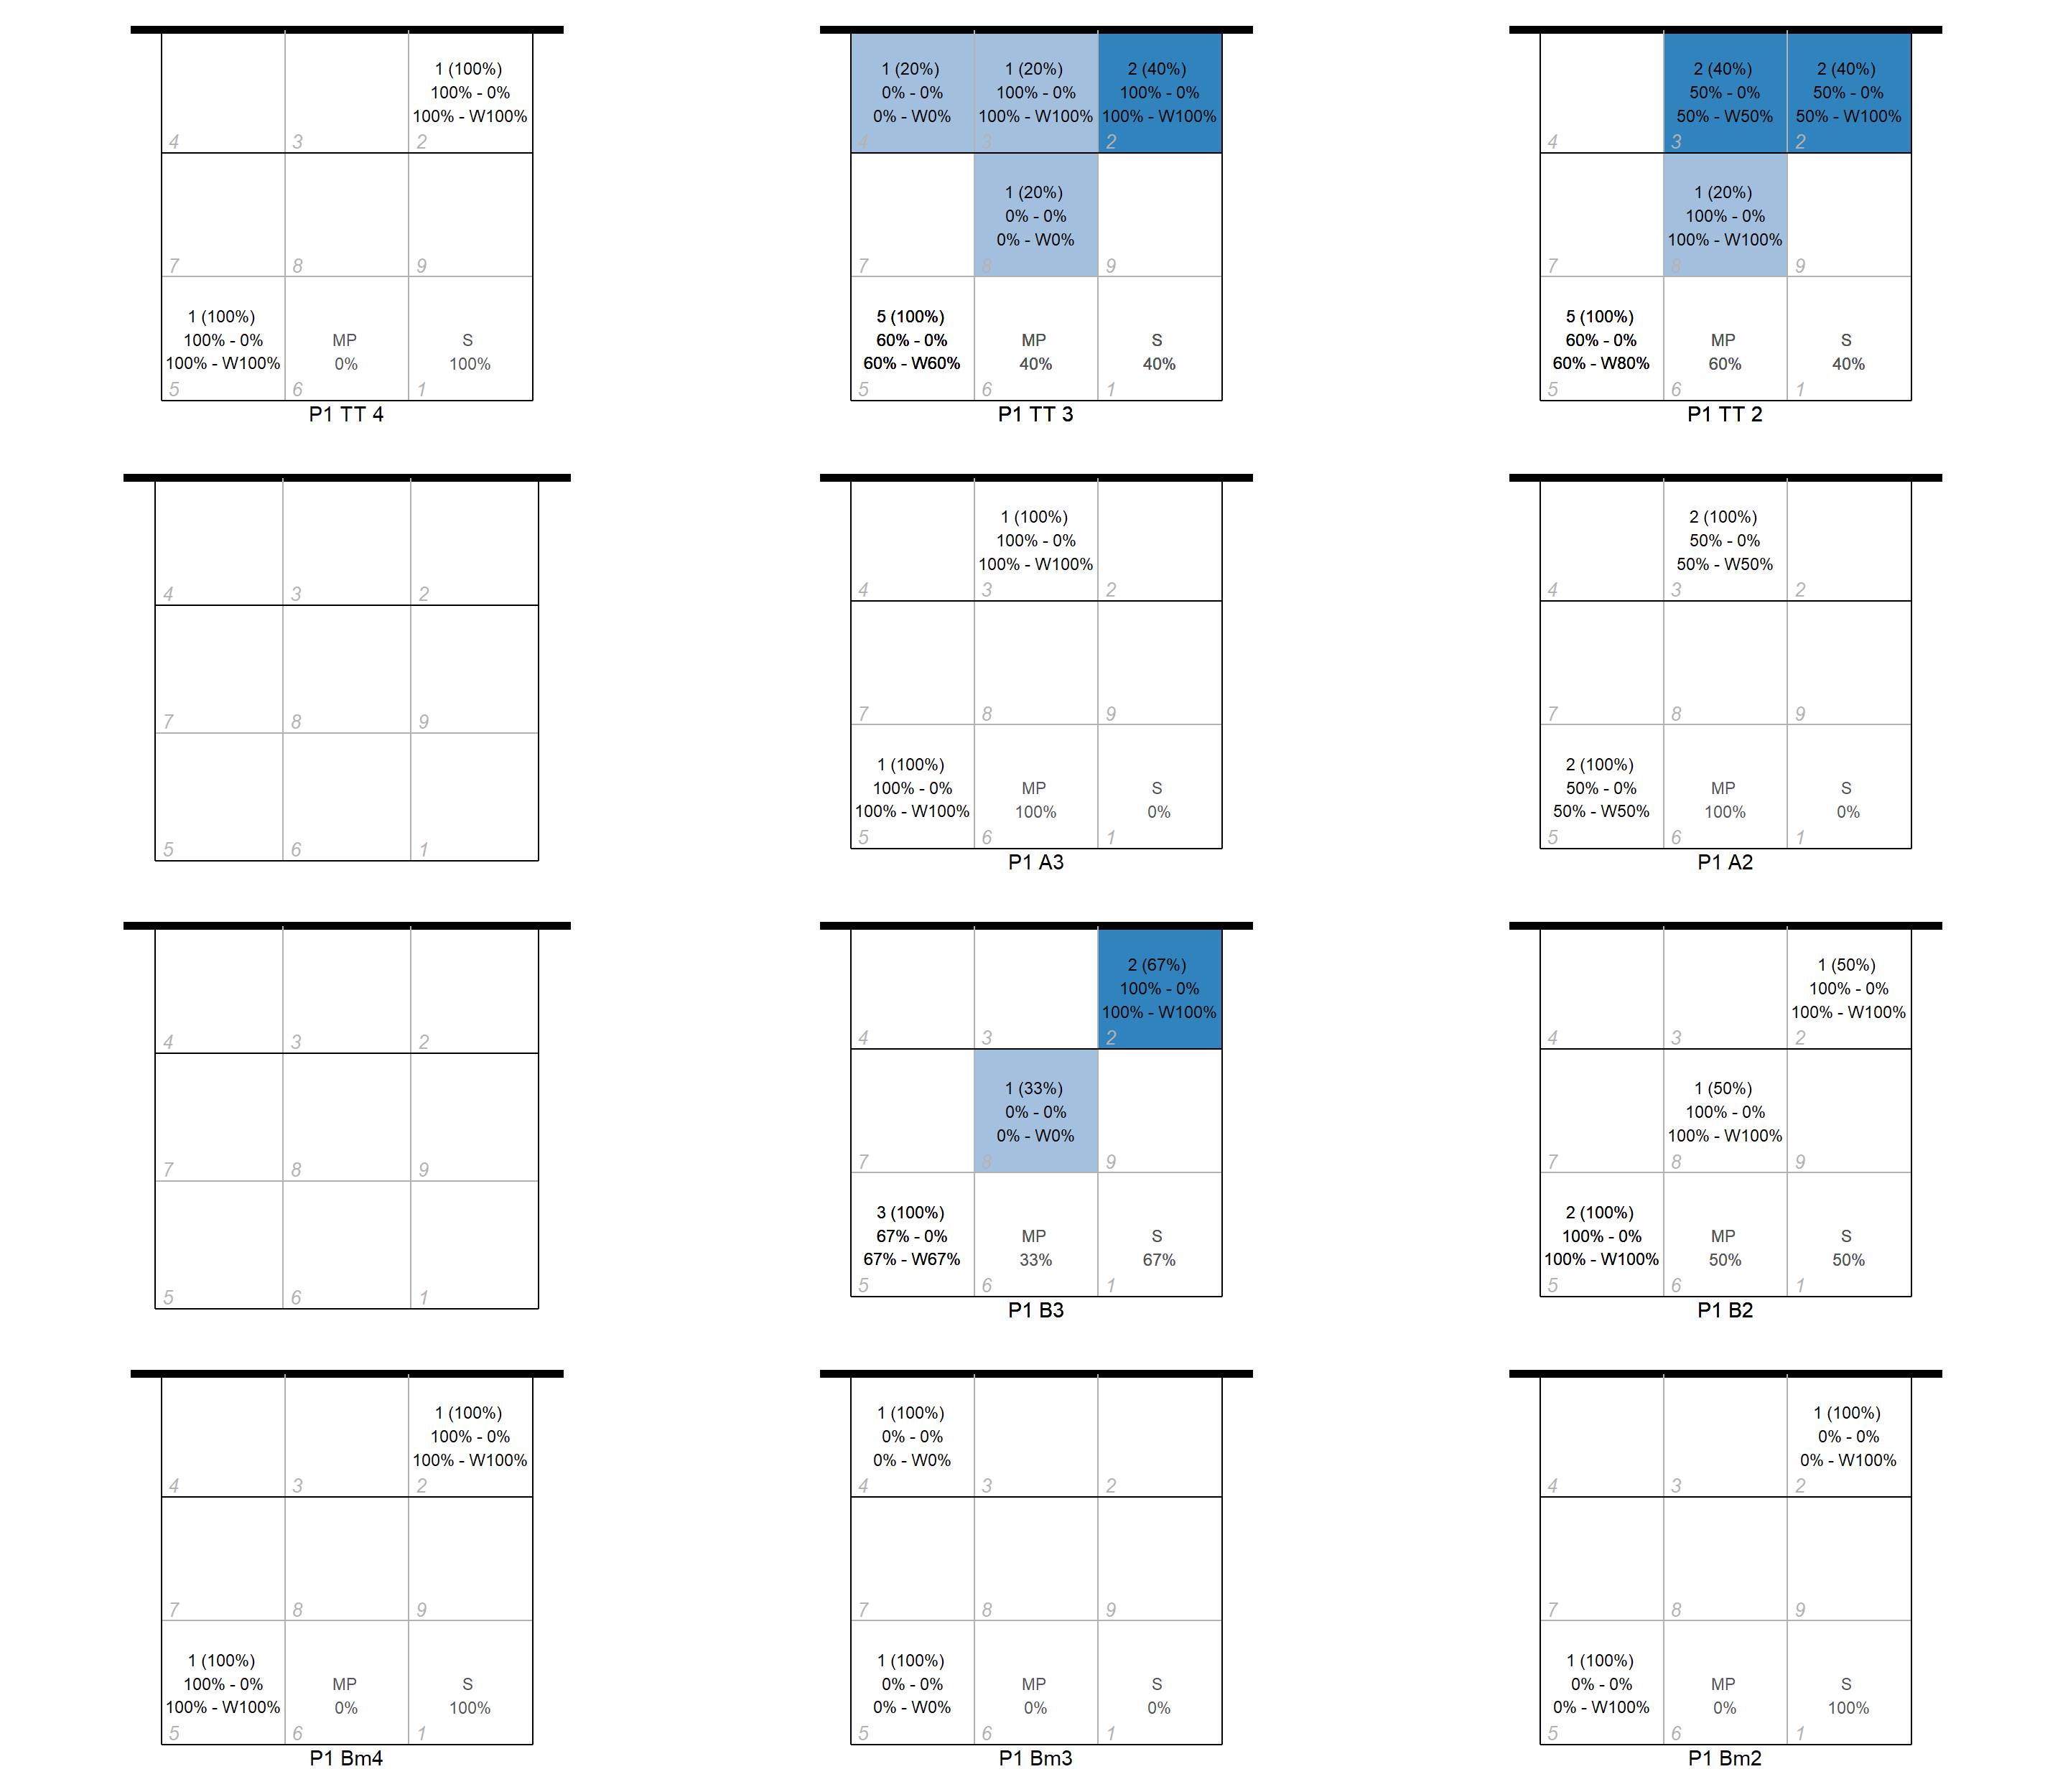 1 (100%)
100% - 0%
100% - W100%
4 3 2
7 8 9
1 (100%)
100% - 0%
100% - W100%
MP
0%
S
100%
5 6 1
P1 TT 4
1 (20%)
0% - 0%
0% - W0%
1 (20%)
100% - 0%
100% - W100%
2 (40%)
100% - 0%
100% - W100%
4 3 2
1 (20%)
0% - 0%
0% - W0%
7 8 9
5 (100%)
60% - 0%
60% - W60%
MP
40%
S
40%
5 6 1
P1 TT 3
2 (40%)
50% - 0%
50% - W50%
2 (40%)
50% - 0%
50% - W100%
4 3 2
1 (20%)
100% - 0%
100% - W100%
7 8 9
5 (100%)
60% - 0%
60% - W80%
MP
60%
S
40%
5 6 1
P1 TT 2
4 3 2
7 8 9
5 6 1
1 (100%)
100% - 0%
100% - W100%
4 3 2
7 8 9
1 (100%)
100% - 0%
100% - W100%
MP
100%
S
0%
5 6 1
P1 A3
2 (100%)
50% - 0%
50% - W50%
4 3 2
7 8 9
2 (100%)
50% - 0%
50% - W50%
MP
100%
S
0%
5 6 1
P1 A2
4 3 2
7 8 9
5 6 1
2 (67%)
100% - 0%
100% - W100%
4 3 2
1 (33%)
0% - 0%
0% - W0%
7 8 9
3 (100%)
67% - 0%
67% - W67%
MP
33%
S
67%
5 6 1
P1 B3
1 (50%)
100% - 0%
100% - W100%
4 3 2
1 (50%)
100% - 0%
100% - W100%
7 8 9
2 (100%)
100% - 0%
100% - W100%
MP
50%
S
50%
5 6 1
P1 B2
1 (100%)
100% - 0%
100% - W100%
4 3 2
7 8 9
1 (100%)
100% - 0%
100% - W100%
MP
0%
S
100%
5 6 1
P1 Bm4
1 (100%)
0% - 0%
0% - W0%
4 3 2
7 8 9
1 (100%)
0% - 0%
0% - W0%
MP
0%
S
0%
5 6 1
P1 Bm3
1 (100%)
0% - 0%
0% - W100%
4 3 2
7 8 9
1 (100%)
0% - 0%
0% - W100%
MP
0%
S
100%
5 6 1
P1 Bm2